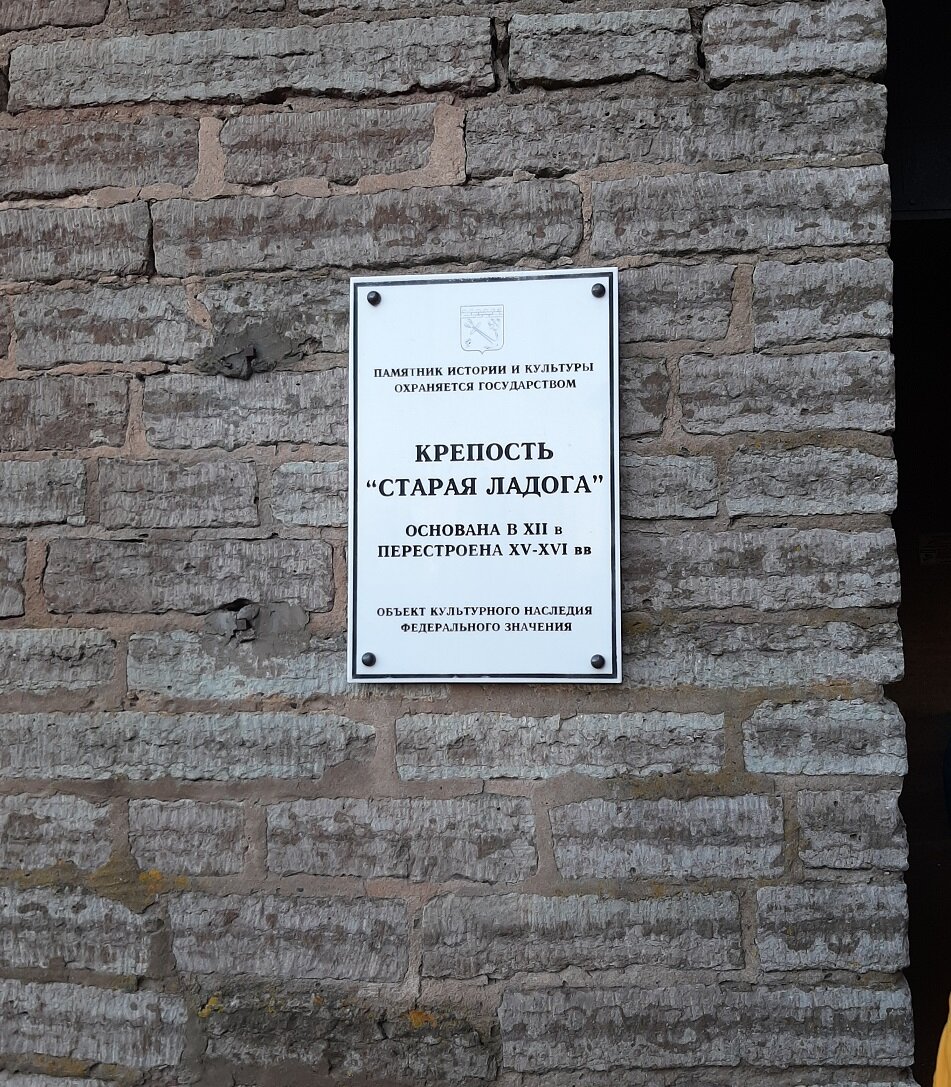 ПАМЯТНИК ИСТОРИИ И КУЛЬТУРЫ
ОХРАНЯЕТСЯ ГОСУДАРСТВОМ
КРЕПОСТЬ
“СТАРАЯ ЛАДОГА”
ОСНОВАНА В XII в
ПЕРЕСТРОЕНА XV-XVI вв
ОБЪЕКТ КУЛЬТУРНОГО НАСЛЕДИЯ
ФЕДЕРАЛЬНОГО ЗНАЧЕНИЯ